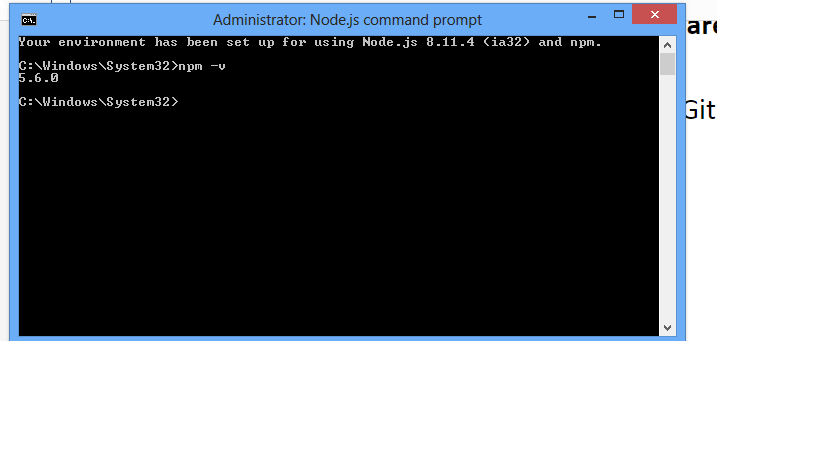 Administrator: Node.js command prompt
Your environment has been set up for using Node.js 8.11.4 (ia32) and npm.
C:\Windows\System32>npm -v
5.6.0
C:\Windows\System32>
Git